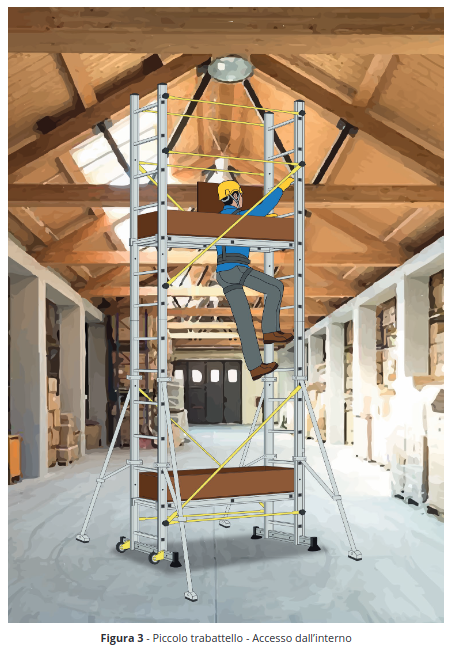 Figura 3 - Piccolo trabattello - Accesso dall’interno